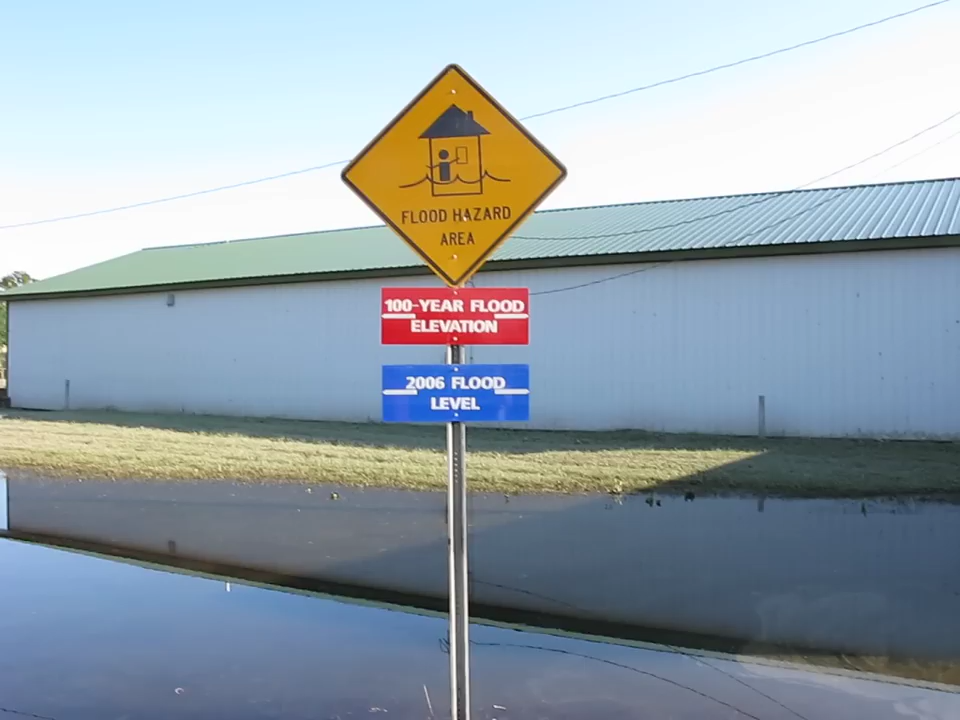 FLOOD HAZARD
AREA
100-YEAR FLOOD
ELEVATION
2006 FLOOD
LEVEL